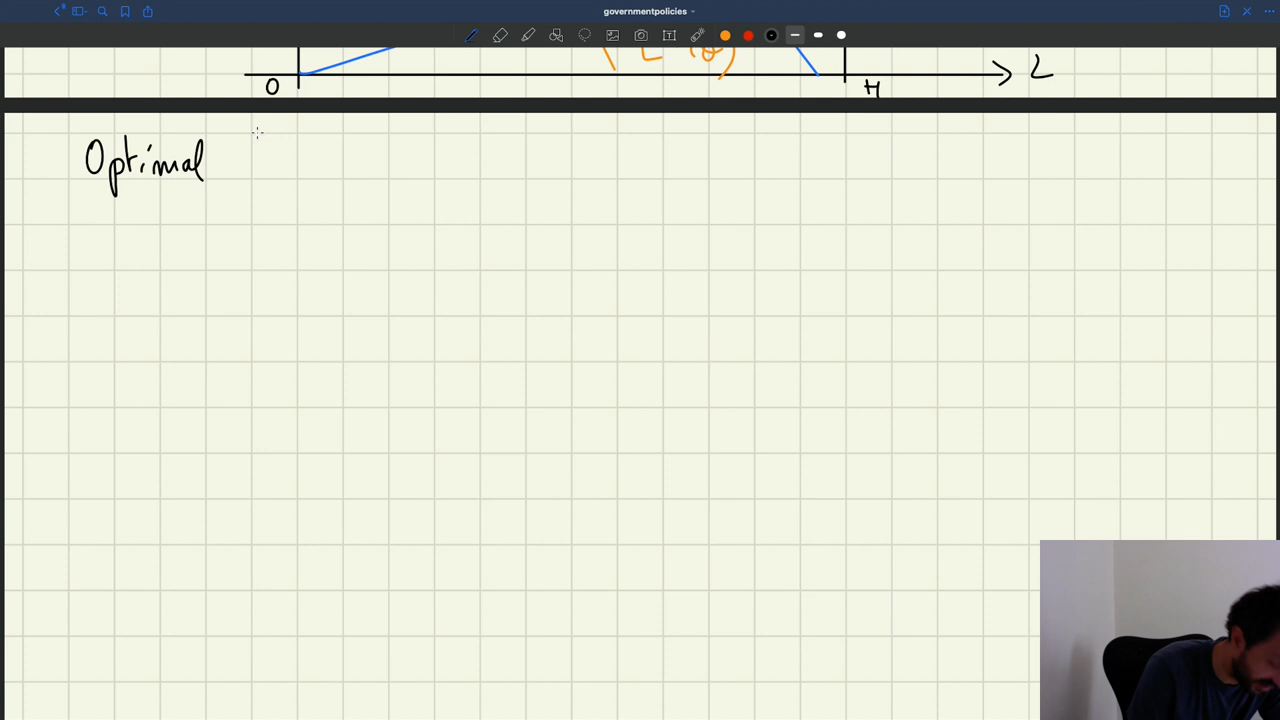 governmentpolicies
L (θ)
0
H
L
Optimal